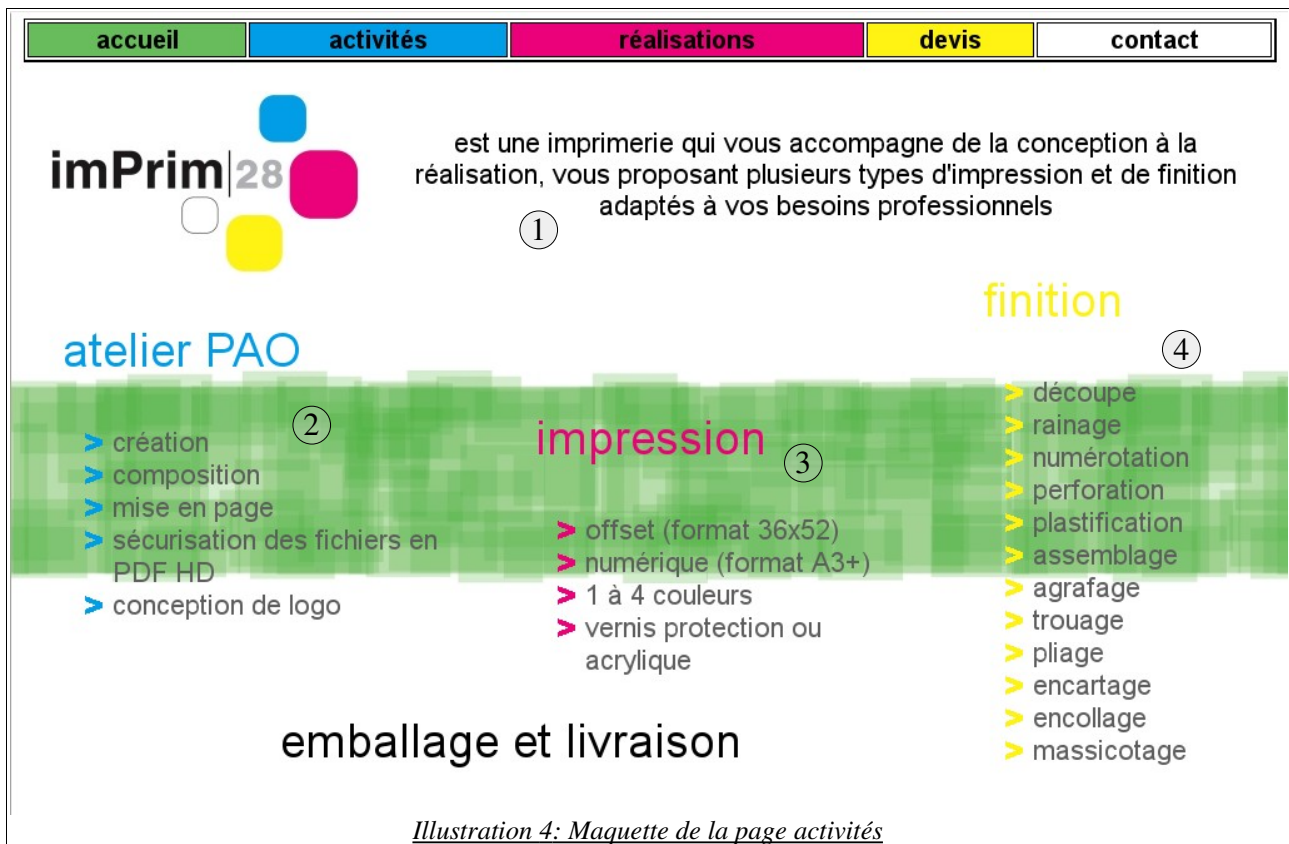 accueil activités réalisations devis contact
imPrim|28
est une imprimerie qui vous accompagne de la conception à la
réalisation, vous proposant plusieurs types d'impression et de finition
adaptés à vos besoins professionnels
1
atelier PAO
2
> création
> composition
> mise en page
> sécurisation des fichiers en
PDF HD
> conception de logo
impression
3
> offset (format 36x52)
> numérique (format A3+)
> 1 à 4 couleurs
> vernis protection ou
acrylique
finition
4
> découpe
> rainage
> numérotation
> perforation
> plastification
> assemblage
> agrafage
> trouage
> pliage
> encartage
> encollage
> massicotage
emballage et livraison
Illustration 4: Maquette de la page activités